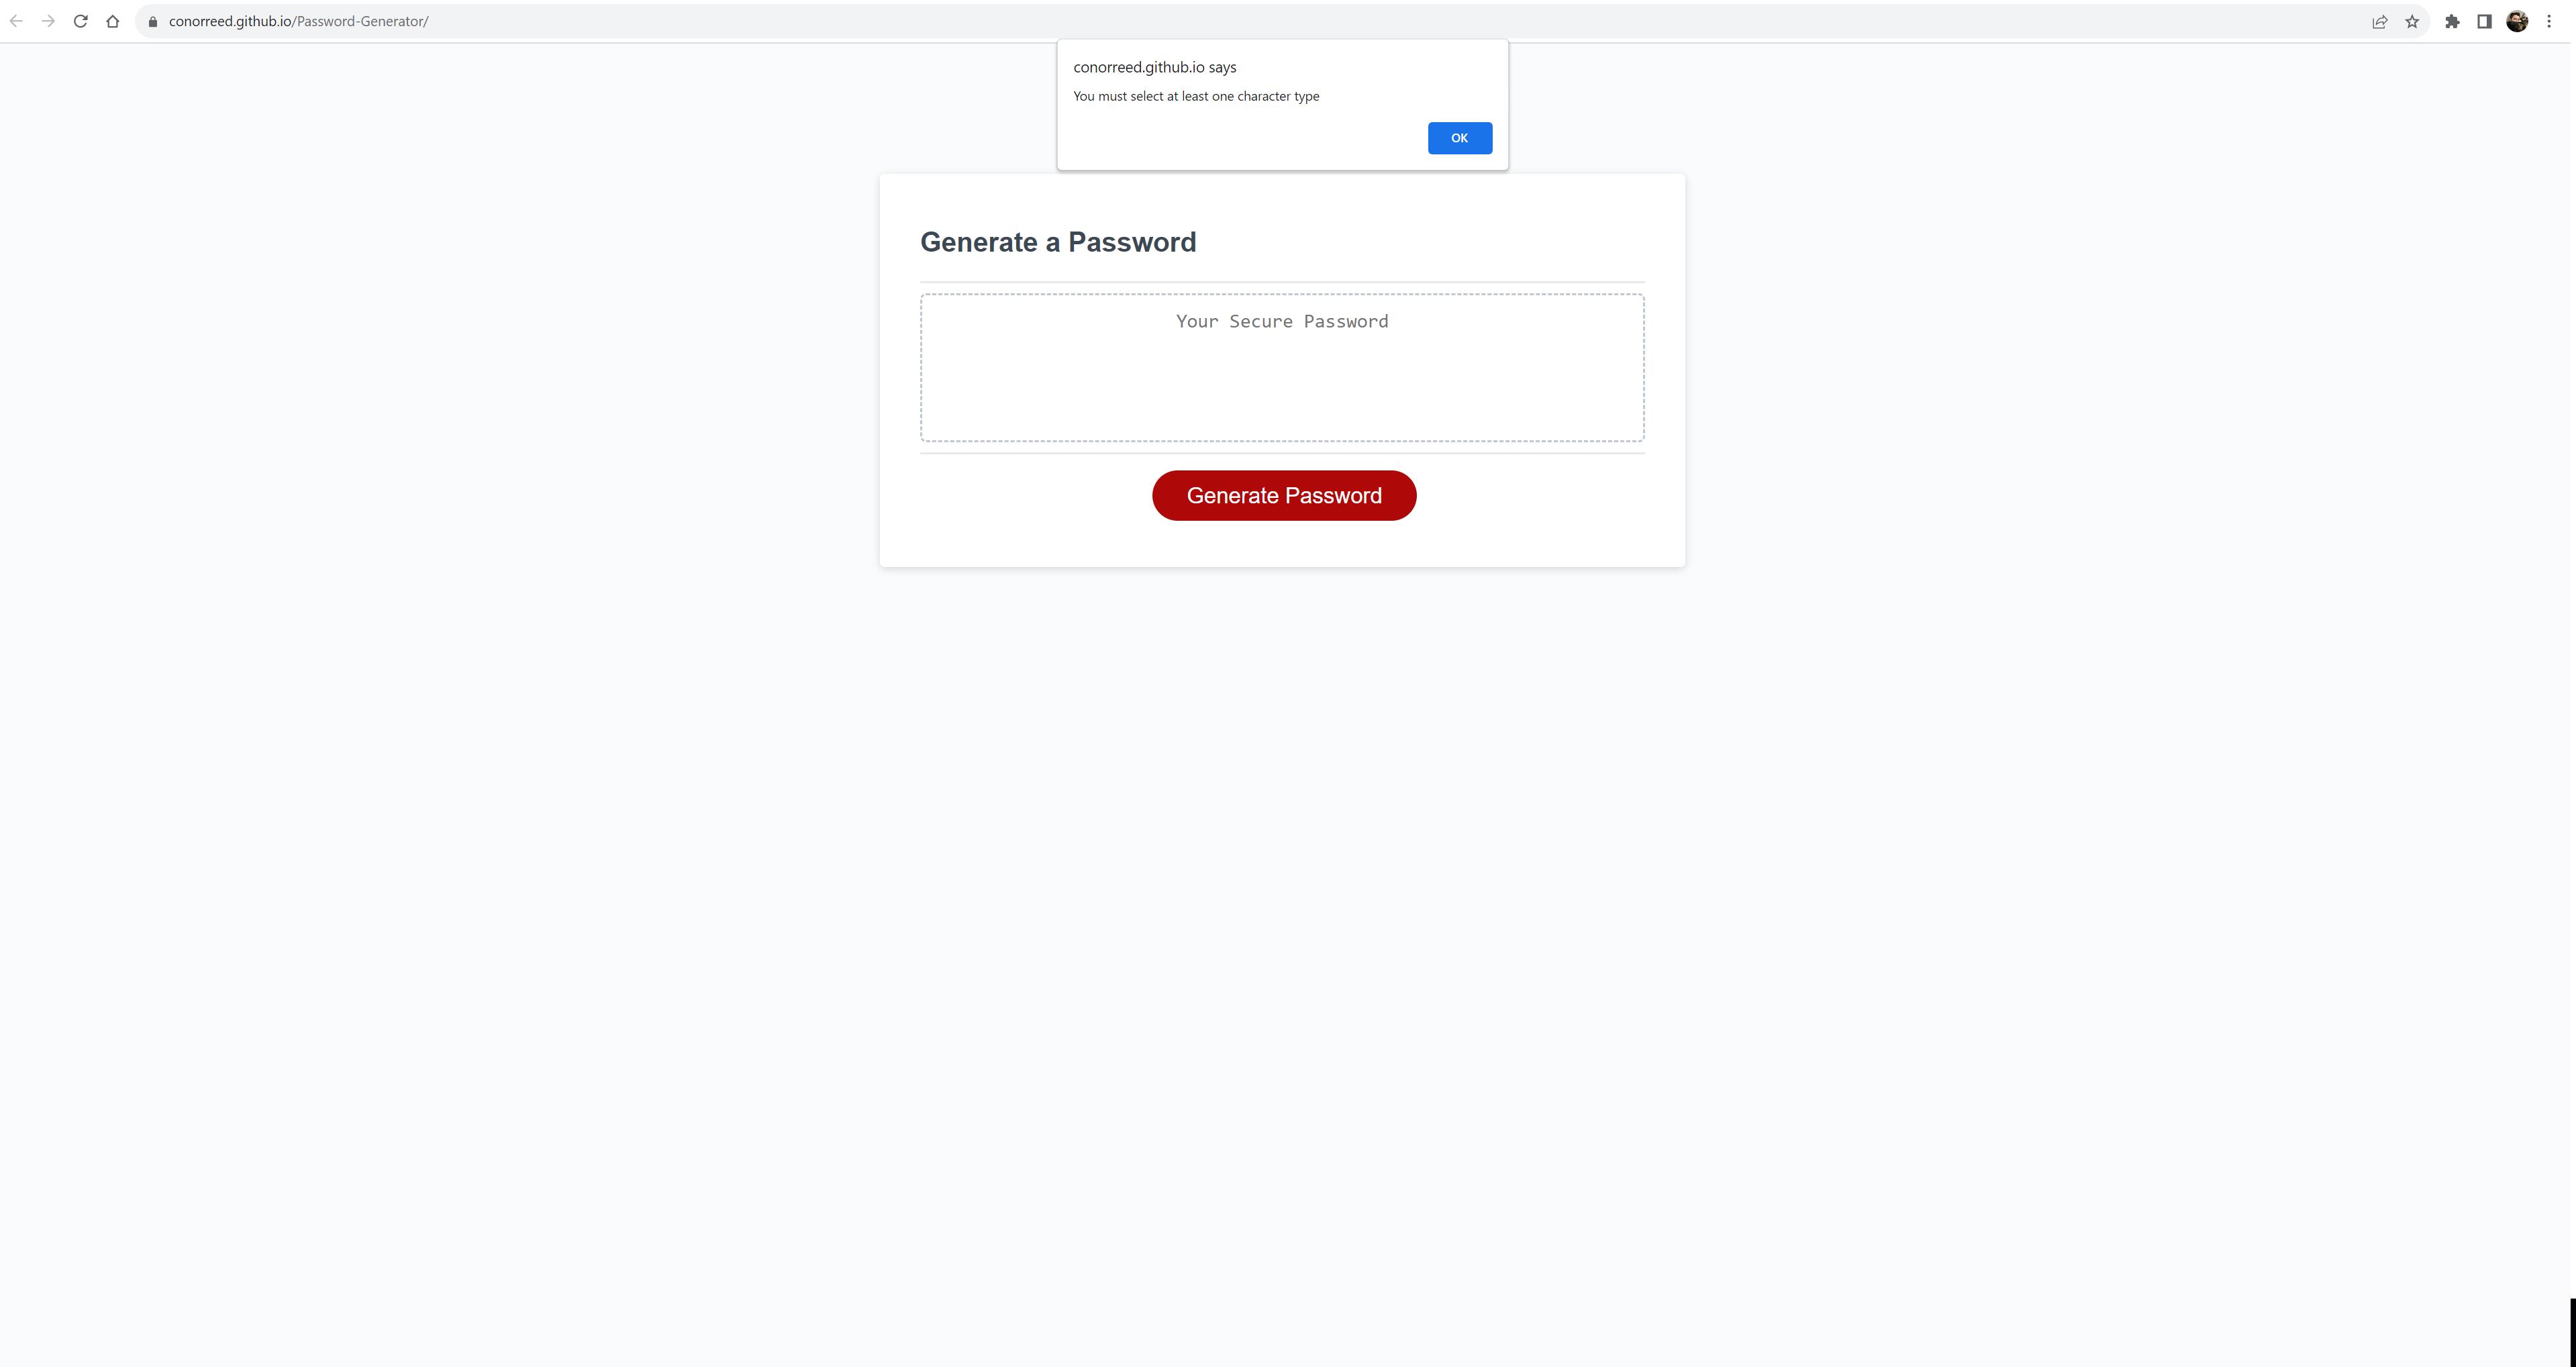 conorreed.github.io/Password-Generator/
conorreed.github.io says
You must select at least one character type
OK
Generate a Password
Your Secure Password
Generate Password